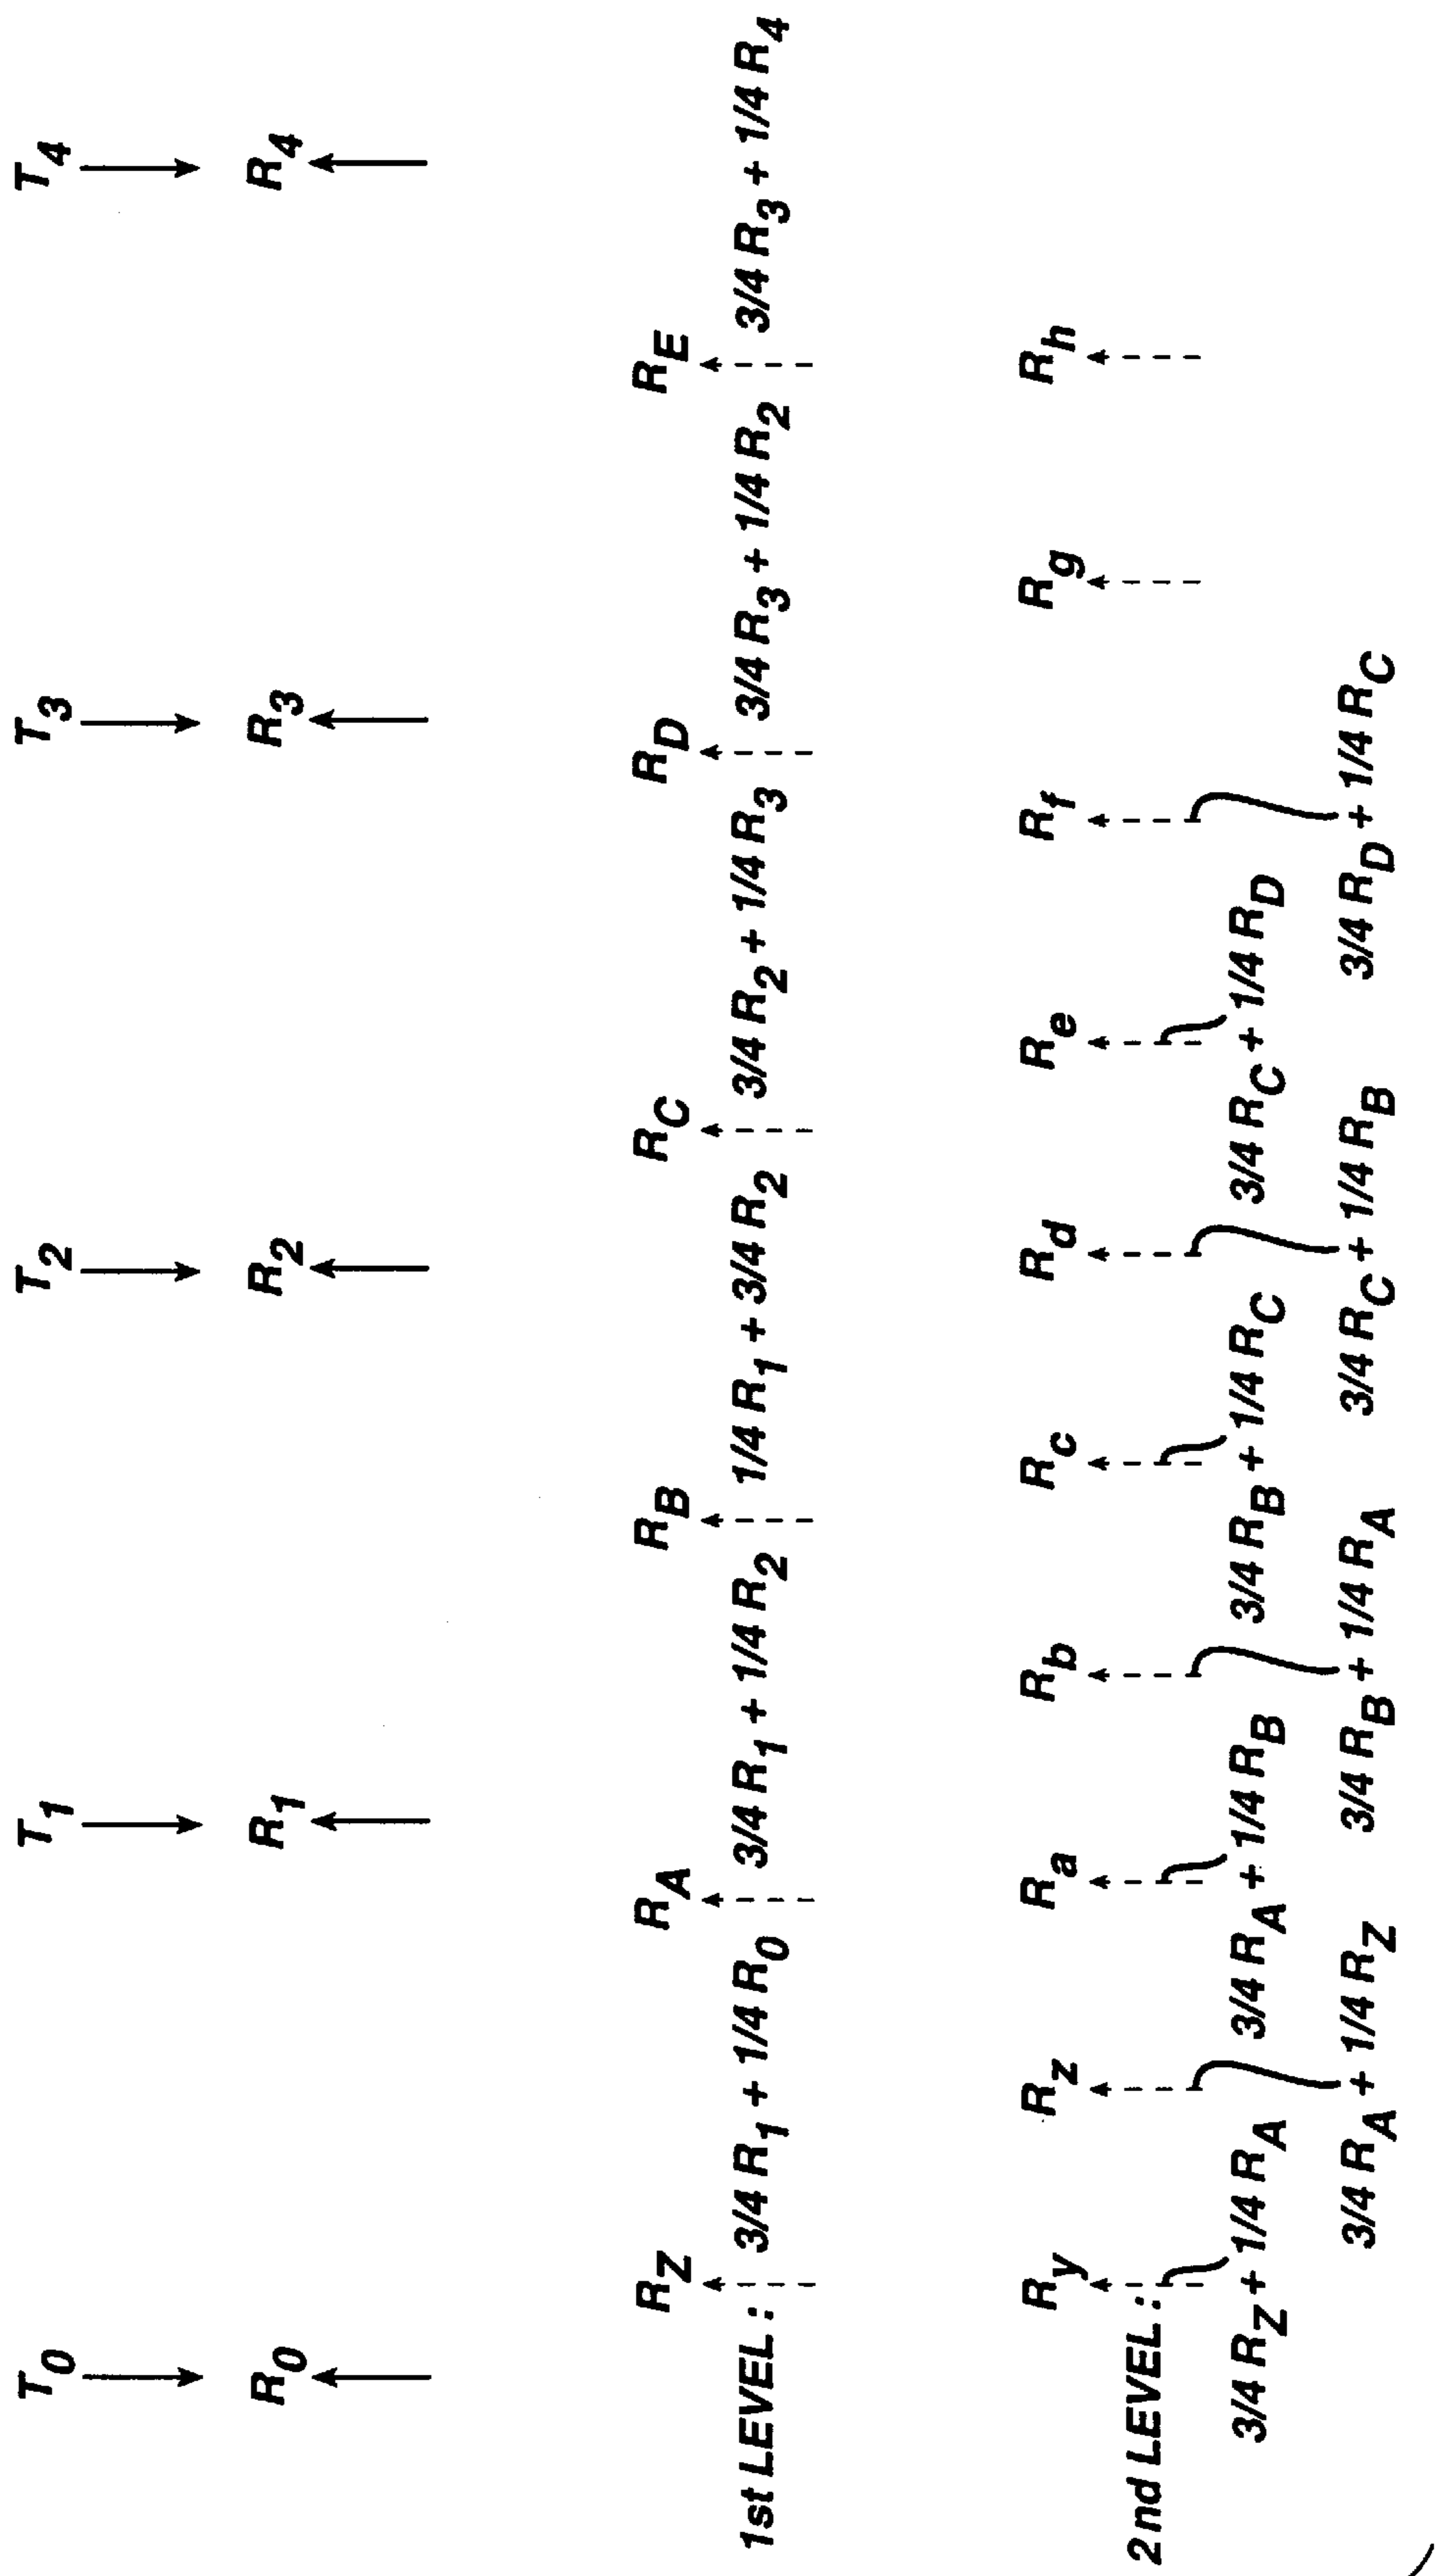 T0 T1 T2 T3 T4
R0 R1 R2 R3 R4
RZ RA RB RC RD RE
1st LEVEL : 3/4 R1 + 1/4 R0 3/4 R1 + 1/4 R2 1/4 R1 + 3/4 R2 3/4 R2 + 1/4 R3 3/4 R3 + 1/4 R2 3/4 R3 + 1/4 R4
Ry Rz Ra Rb Rc Rd Re Rf Rg Rh
2nd LEVEL :
3/4 RZ + 1/4 RA 3/4 RA + 1/4 RB 3/4 RB + 1/4 RC 3/4 RC + 1/4 RD
3/4 RA + 1/4 RZ 3/4 RB + 1/4 RA 3/4 RC + 1/4 RB 3/4 RD + 1/4 RC